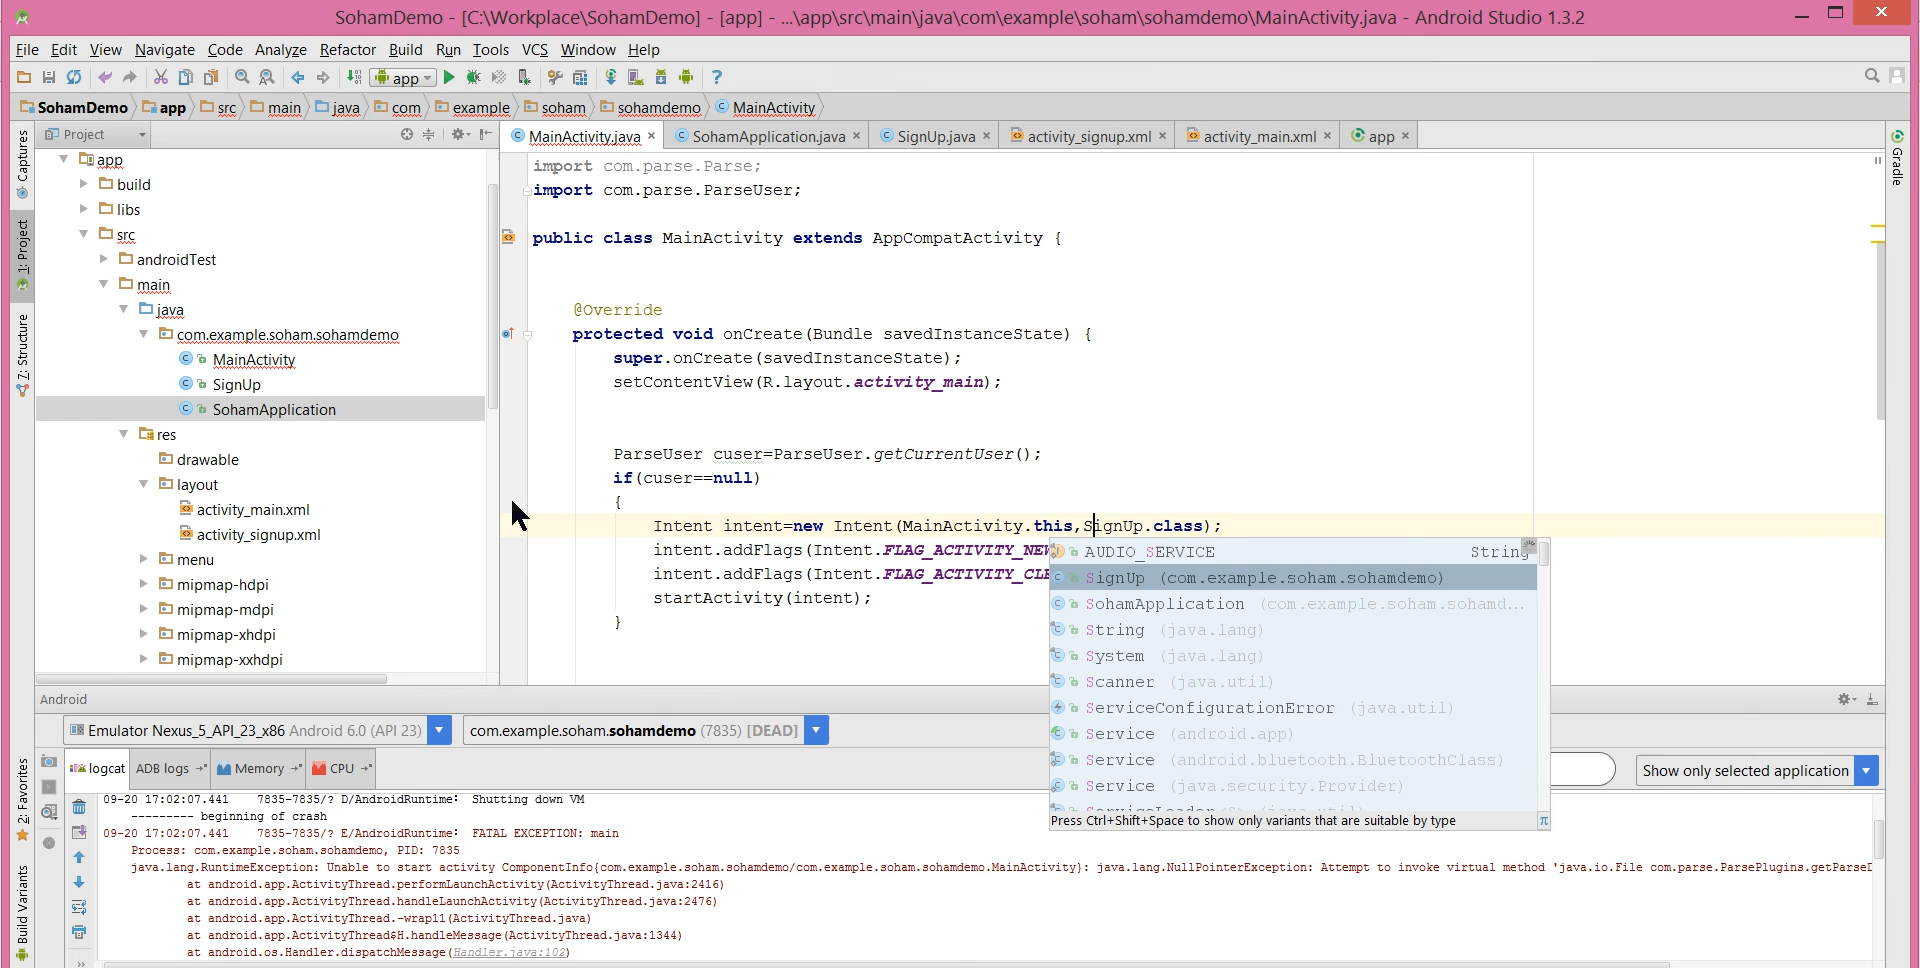 SohamDemo - [C:\Workplace\SohamDemo] - [app] - ...\app\src\main\java\com\example\soham\sohamdemo\MainActivity.java - Android Studio 1.3.2
File Edit View Navigate Code Analyze Refactor Build Run Tools VCS Window Help
app
SohamDemo app src main java com example soham sohamdemo MainActivity
Project
MainActivity.java SohamApplication.java SignUp.java activity_signup.xml activity_main.xml app
Captures
1: Project
7: Structure
2: Favorites
Build Variants
Gradle
app
build
libs
src
androidTest
main
java
com.example.soham.sohamdemo
MainActivity
SignUp
SohamApplication
res
drawable
layout
activity_main.xml
activity_signup.xml
menu
mipmap-hdpi
mipmap-mdpi
mipmap-xhdpi
mipmap-xxhdpi
import com.parse.Parse;
import com.parse.ParseUser;
public class MainActivity extends AppCompatActivity {
@Override
protected void onCreate(Bundle savedInstanceState) {
super.onCreate(savedInstanceState);
setContentView(R.layout.activity_main);
ParseUser cuser=ParseUser.getCurrentUser();
if(cuser==null)
{
Intent intent=new Intent(MainActivity.this,SignUp.class);
intent.addFlags(Intent.FLAG_ACTIVITY_NEW
intent.addFlags(Intent.FLAG_ACTIVITY_CLE
startActivity(intent);
}
AUDIO_SERVICE String
SignUp (com.example.soham.sohamdemo)
SohamApplication (com.example.soham.sohamd...
String (java.lang)
System (java.lang)
Scanner (java.util)
ServiceConfigurationError (java.util)
Service (android.app)
Service (android.bluetooth.BluetoothClass)
Service (java.security.Provider)
Press Ctrl+Shift+Space to show only variants that are suitable by type π
Android
Emulator Nexus_5_API_23_x86 Android 6.0 (API 23) com.example.soham.sohamdemo (7835) [DEAD]
logcat ADB logs Memory CPU Show only selected application
09-20 17:02:07.441 7835-7835/? D/AndroidRuntime: Shutting down VM
--------- beginning of crash
09-20 17:02:07.441 7835-7835/? E/AndroidRuntime: FATAL EXCEPTION: main
Process: com.example.soham.sohamdemo, PID: 7835
java.lang.RuntimeException: Unable to start activity ComponentInfo{com.example.soham.sohamdemo/com.example.soham.sohamdemo.MainActivity}: java.lang.NullPointerException: Attempt to invoke virtual method 'java.io.File com.parse.ParsePlugins.getParseD
at android.app.ActivityThread.performLaunchActivity(ActivityThread.java:2416)
at android.app.ActivityThread.handleLaunchActivity(ActivityThread.java:2476)
at android.app.ActivityThread.-wrap11(ActivityThread.java)
at android.app.ActivityThread$H.handleMessage(ActivityThread.java:1344)
at android.os.Handler.dispatchMessage(Handler.java:102)